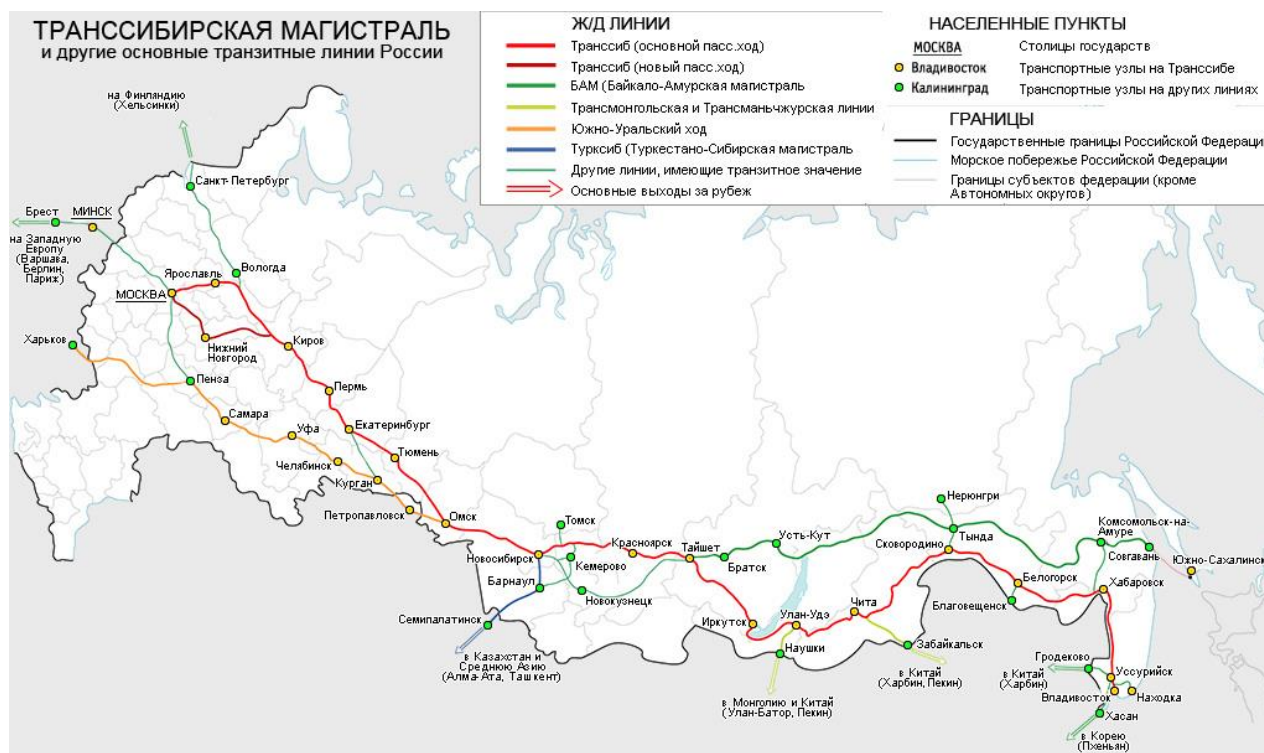 ТРАНССИБИРСКАЯ МАГИСТРАЛЬ
и другие основные транзитные линии России
Ж/Д ЛИНИИ
Транссиб (основной пасс.ход)
Транссиб (новый пасс.ход)
БАМ (Байкало-Амурская магистраль
Трансмонгольская и Трансманьчжурская линии
Южно-Уральский ход
Турксиб (Туркестано-Сибирская магистраль
Другие линии, имеющие транзитное значение
Основные выходы за рубеж
НАСЕЛЕННЫЕ ПУНКТЫ
МОСКВА Столицы государств
Владивосток Транспортные узлы на Транссибе
Калининград Транспортные узлы на других линиях
ГРАНИЦЫ
Государственные границы Российской Федераци
Морское побережье Российской Федерации
Границы субъектов федерации (кроме
Автономных округов)
на Финляндию
(Хельсинки)
Санкт-Петербург
Брест
МИНСК
на Западную
Европу
(Варшава,
Берлин,
Париж)
Ярославль
Вологда
МОСКВА
Харьков
НИЖНИЙ
Новгород
Киров
Пенза
Пермь
Самара
Уфа
Екатеринбург
Челябинск
Тюмень
Курган
Петропавловск
Омск
Томск
Новосибирск
Красноярск
Тайшет
Усть-Кут
Кемерово
Братск
Барнаул
Новокузнецк
Семипалатинск
в Казахстан и
Среднюю Азию
(Алма-Ата, Ташкент)
Иркутск
Улан-Удэ
Чита
Наушки
Забайкальск
в Монголию и Китай
(Улан-Батор, Пекин)
в Китай
(Харбин, Пекин)
Нерюнгри
Тында
Сковородино
Комсомольск-на-
Амуре
Совгавань
Южно-Сахалинск
Белогорск
Хабаровск
Благовещенск
Гродеково
в Китай
(Харбин)
Уссурийск
Владивосток
Находка
Хасан
в Корею
(Пхеньян)